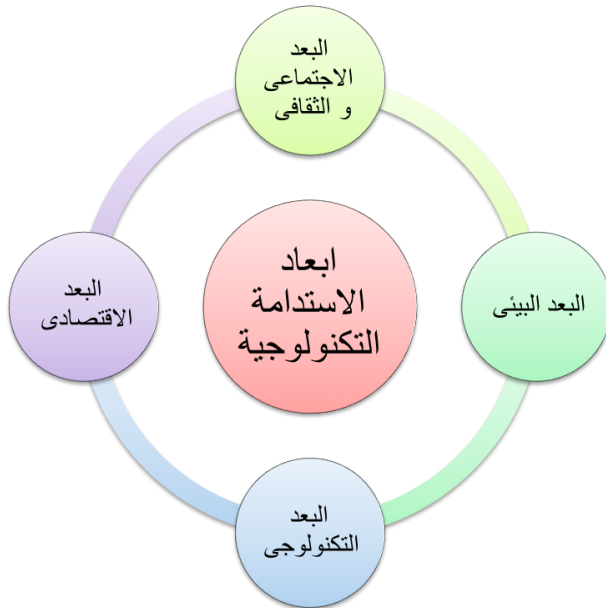 البعد
الاجتماعى
و الثقافى
ابعاد
الاستدامة
التكنولوجية
البعد البيئى
البعد
الاقتصادى
البعد
التكنولوجى